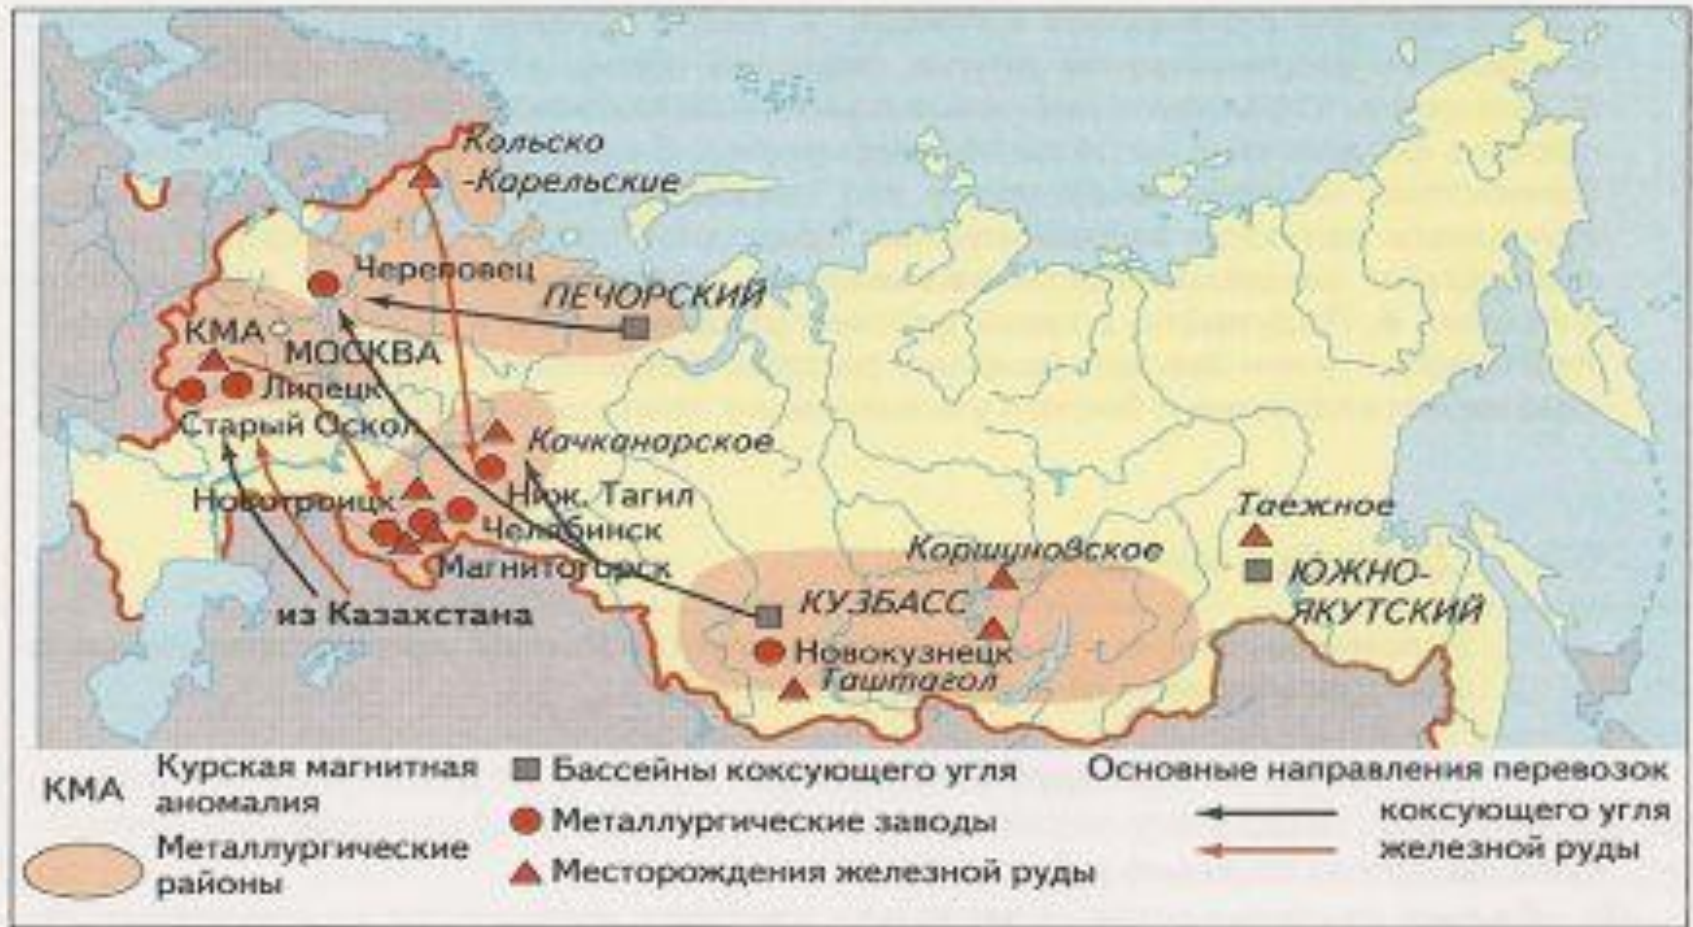 Кольско
-Карельские
Череповец
ПЕЧОРСКИЙ
КМА
МОСКВА
Липецк
Старый Оскол
Качканарское
Новотроицк
Ниж. Тагил
Челябинск
Магнитогорск
из Казахстана
Таежное
Коршуновское
КУЗБАСС
ЮЖНО-
ЯКУТСКИЙ
Новокузнецк
Таштагол
КМА Курская магнитная
аномалия
Металлургические
районы
Бассейны коксующего угля
Металлургические заводы
Месторождения железной руды
Основные направления перевозок
коксующего угля
железной руды